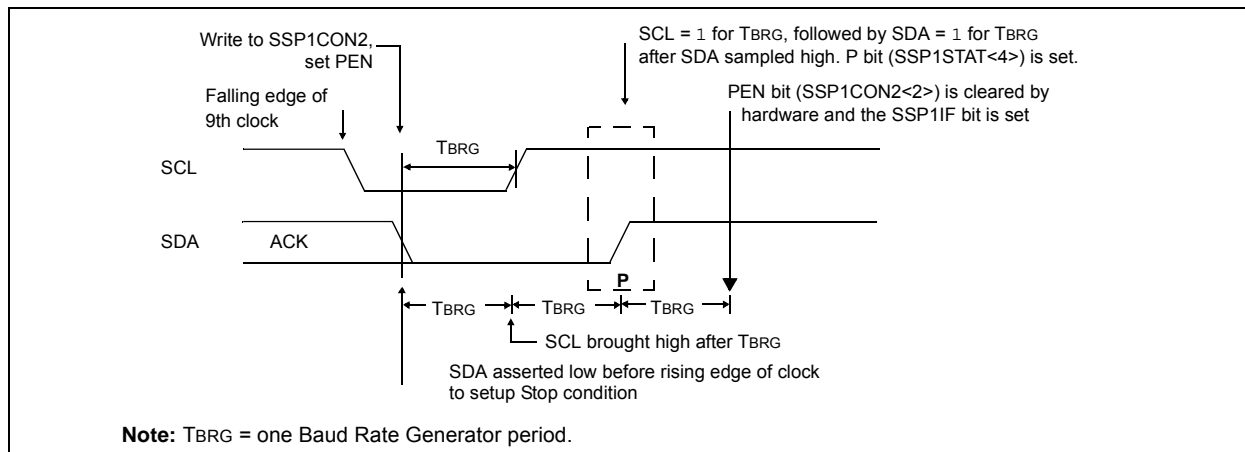 Write to SSP1CON2,
set PEN
SCL = 1 for TBRG, followed by SDA = 1 for TBRG
after SDA sampled high. P bit (SSP1STAT<4>) is set.
Falling edge of
9th clock
PEN bit (SSP1CON2<2>) is cleared by
hardware and the SSP1IF bit is set
TBRG
SCL
SDA
ACK
P
TBRG
TBRG
TBRG
SCL brought high after TBRG
SDA asserted low before rising edge of clock
to setup Stop condition
Note: TBRG = one Baud Rate Generator period.